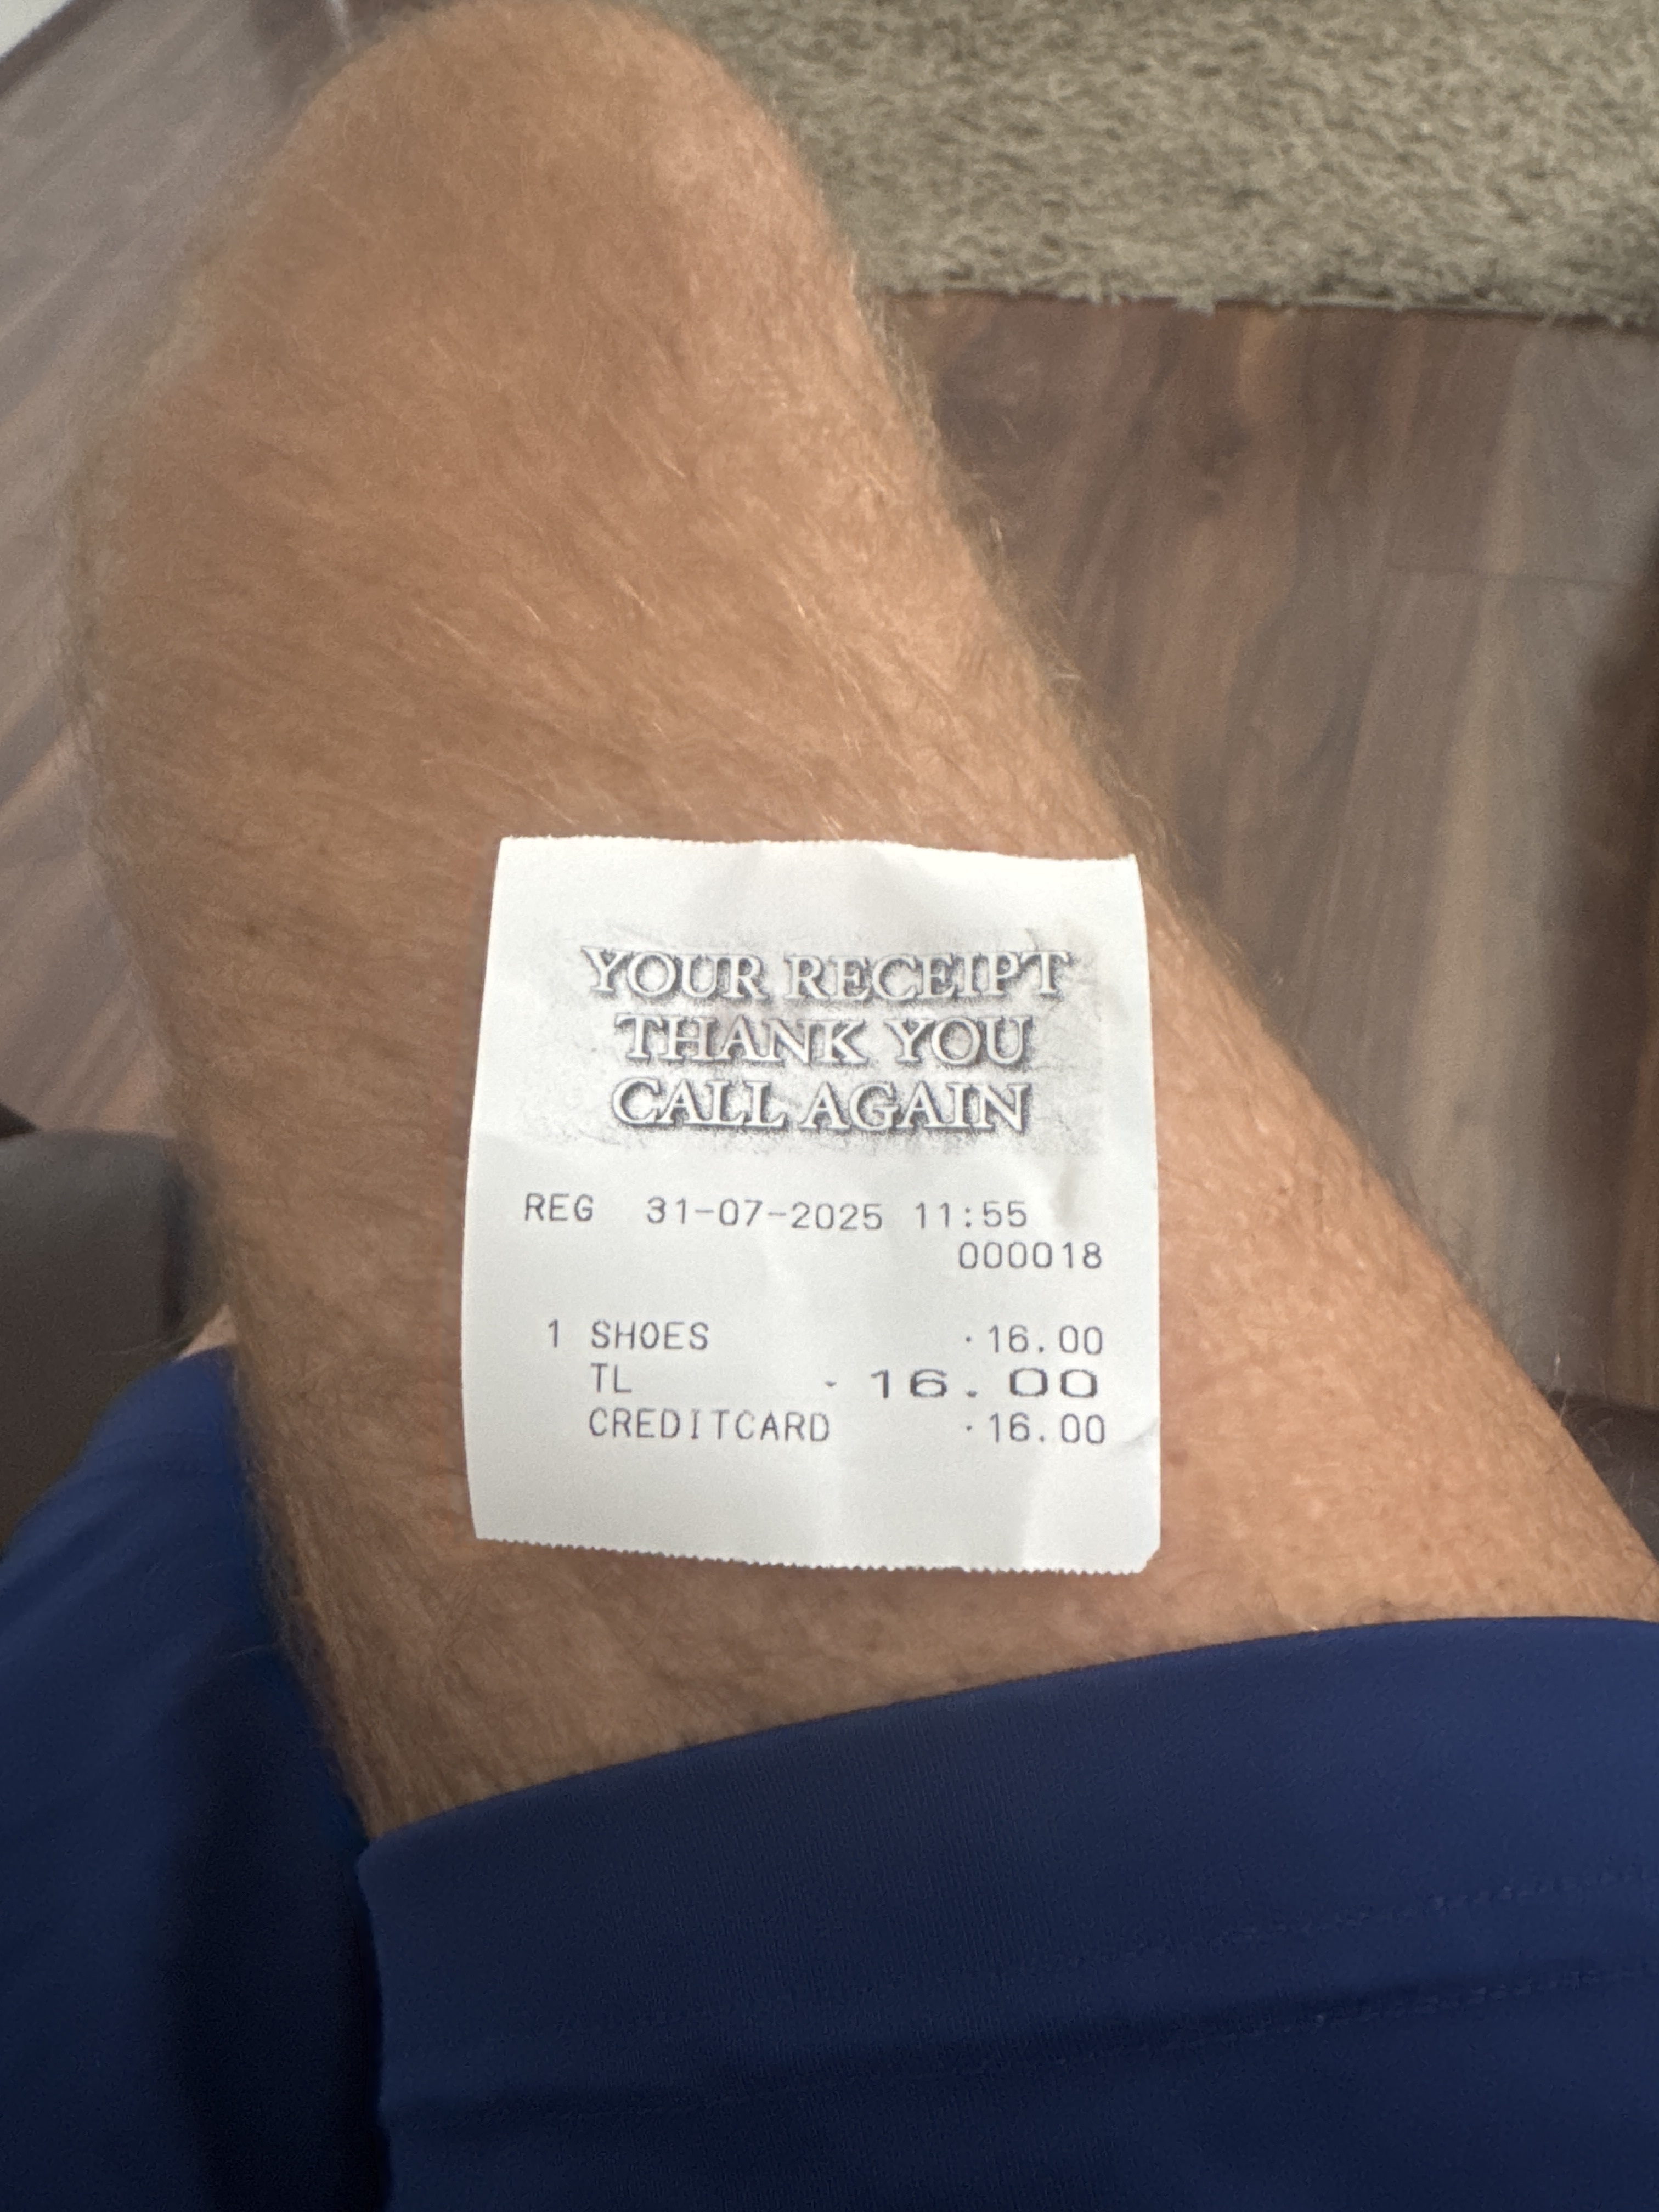 YOUR RECEIPT
THANK YOU
CALL AGAIN
REG 31-07-2025 11:55
000018
1 SHOES ·16.00
TL ·16.00
CREDITCARD ·16.00